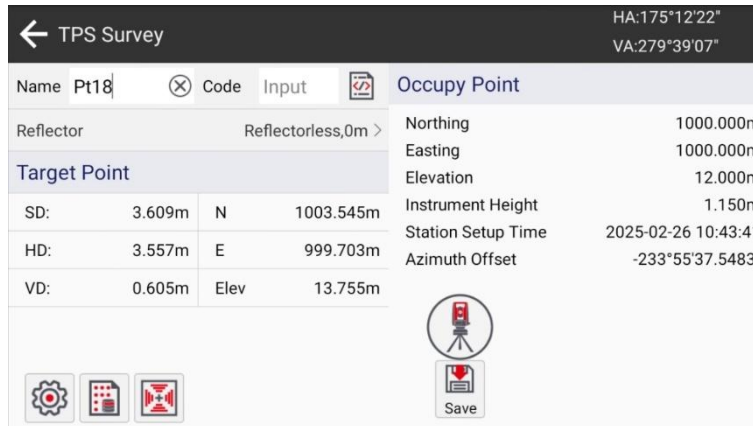 TPS Survey
HA:175°12'22"
VA:279°39'07"
Name Pt18 Code Input
Reflector Reflectorless,0m >
Target Point
SD: 3.609m N 1003.545m
HD: 3.557m E 999.703m
VD: 0.605m Elev 13.755m
Occupy Point
Northing 1000.000m
Easting 1000.000m
Elevation 12.000m
Instrument Height 1.150m
Station Setup Time 2025-02-26 10:43:4
Azimuth Offset -233°55'37.5483
Save